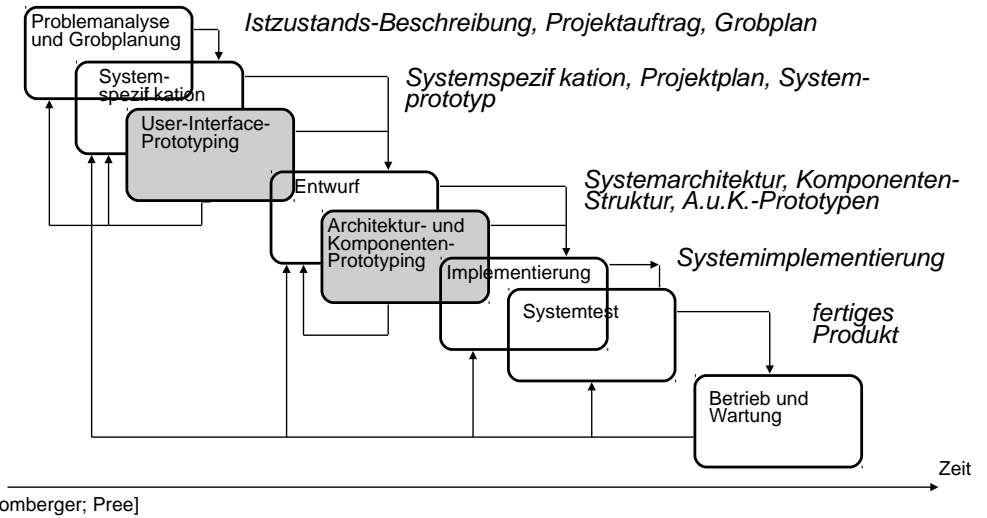 Problemanalyse
und Grobplanung
Istzustands-Beschreibung, Projektauftrag, Grobplan
System-
spezif kation
Systemspezif kation, Projektplan, System-
prototyp
User-Interface-
Prototyping
Entwurf
Systemarchitektur, Komponenten-
Struktur, A.u.K.-Prototypen
Architektur- und
Komponenten-
Prototyping
Implementierung
Systemimplementierung
Systemtest
fertiges
Produkt
Betrieb und
Wartung
Zeit
omberger; Pree]